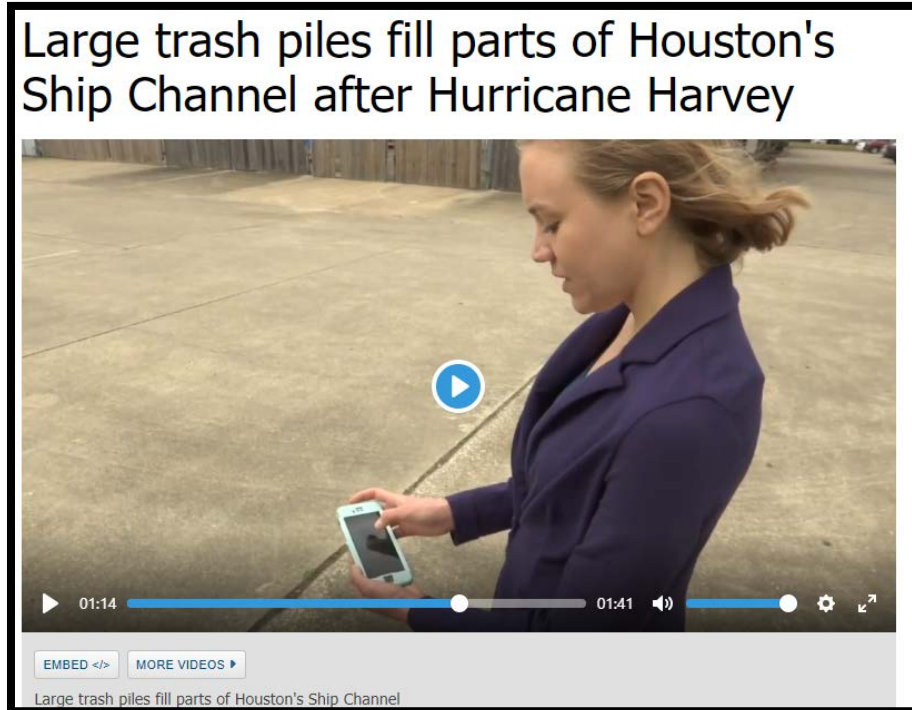 Large trash piles fill parts of Houston's
Ship Channel after Hurricane Harvey
01:14 01:41
EMBED </> MORE VIDEOS
Large trash piles fill parts of Houston's Ship Channel